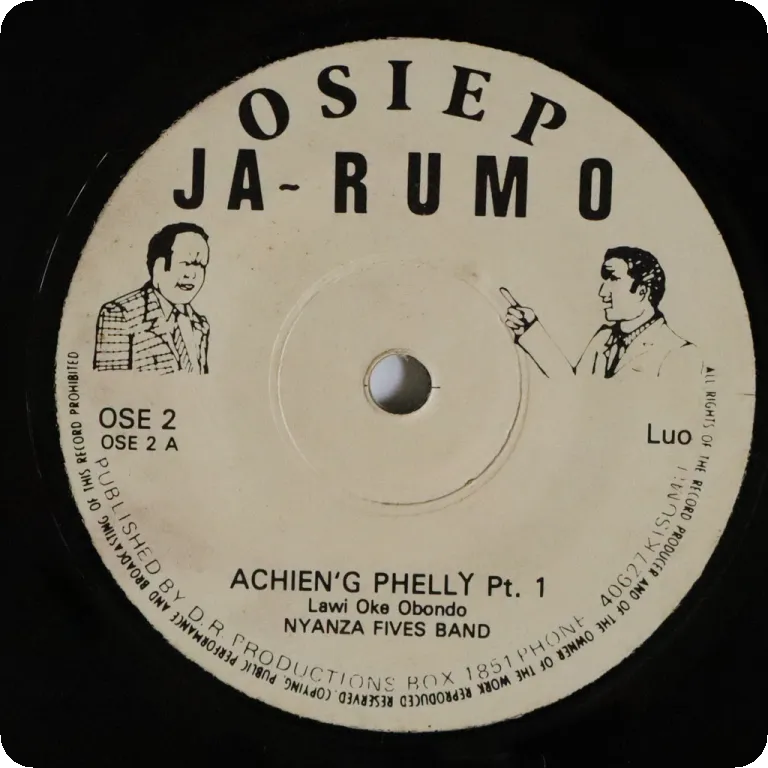 OSIEP
JA~RUMO
OSE 2
OSE 2 A
Luo
ACHIEN'G PHELLY Pt. 1
Lawi Oke Obondo
NYANZA FIVES BAND
PUBLISHED BY D.R. PRODUCTIONS BOX 1851 PHONE 40627 KISUMU
ALL RIGHTS OF THE RECORD PRODUCER AND OF THE OWNER OF THE WORK REPRODUCED RESERVED. COPYING, PUBLIC PERFORMANCE AND BROADCASTING OF THIS RECORD PROHIBITED